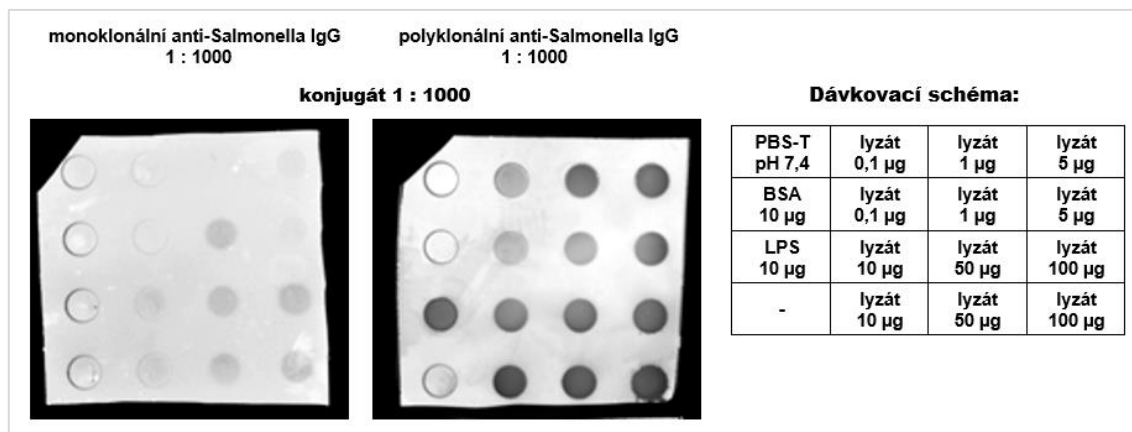 monoklonální anti-Salmonella IgG
1 : 1000
polyklonální anti-Salmonella IgG
1 : 1000
konjugát 1 : 1000
Dávkovací schéma:
PBS-T
pH 7,4
lyzát
0,1 µg
lyzát
1 µg
lyzát
5 µg
BSA
10 µg
lyzát
0,1 µg
lyzát
1 µg
lyzát
5 µg
LPS
10 µg
lyzát
10 µg
lyzát
50 µg
lyzát
100 µg
-
lyzát
10 µg
lyzát
50 µg
lyzát
100 µg